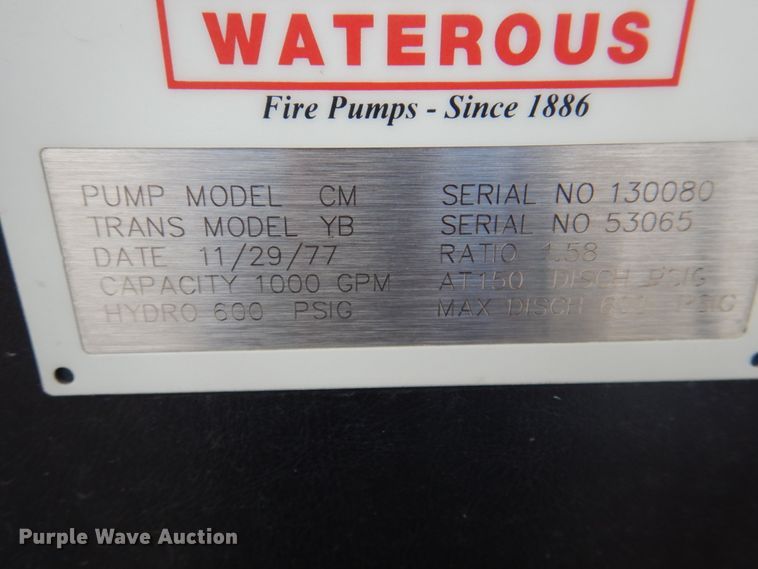 WATEROUS
Fire Pumps - Since 1886
PUMP MODEL CM SERIAL NO 130080
TRANS MODEL YB SERIAL NO 53065
DATE 11/29/77 RATIO 1.58
CAPACITY 1000 GPM AT 150 DISCH PSIG
HYDRO 600 PSIG MAX DISCH PSIG
Purple Wave Auction